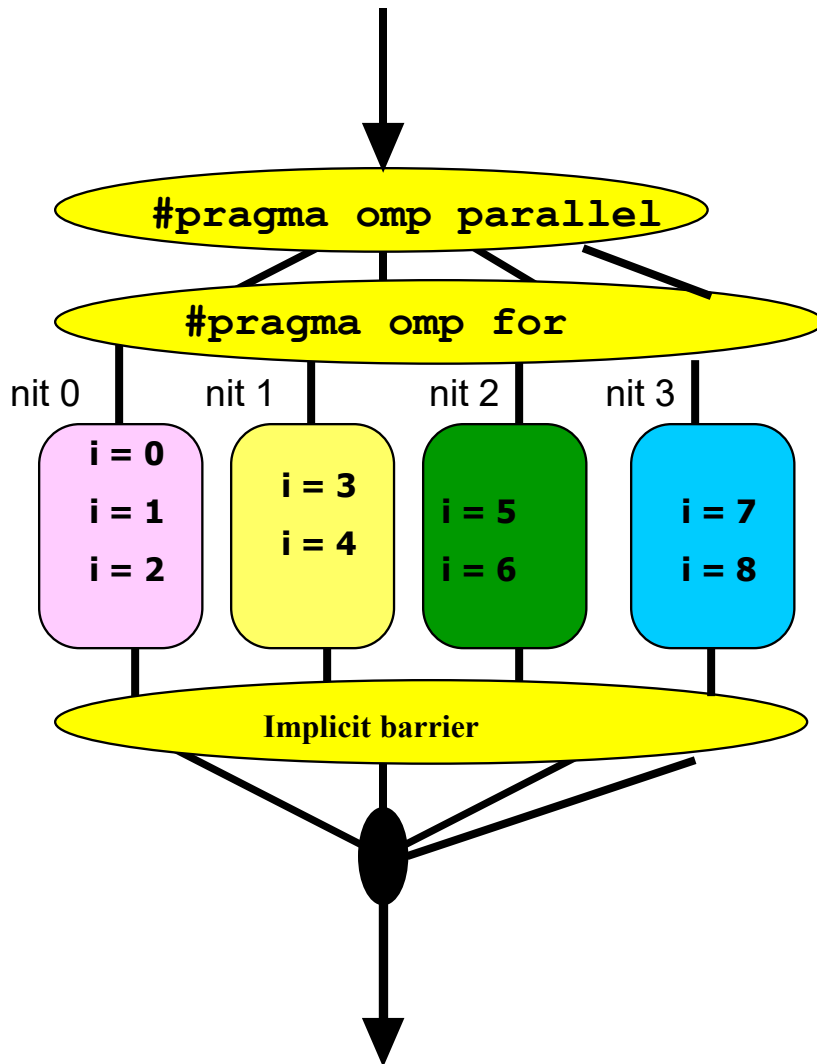 #pragma omp parallel
#pragma omp for
nit 0
nit 1
nit 2
nit 3
i = 0
i = 1
i = 2
i = 3
i = 4
i = 5
i = 6
i = 7
i = 8
Implicit barrier